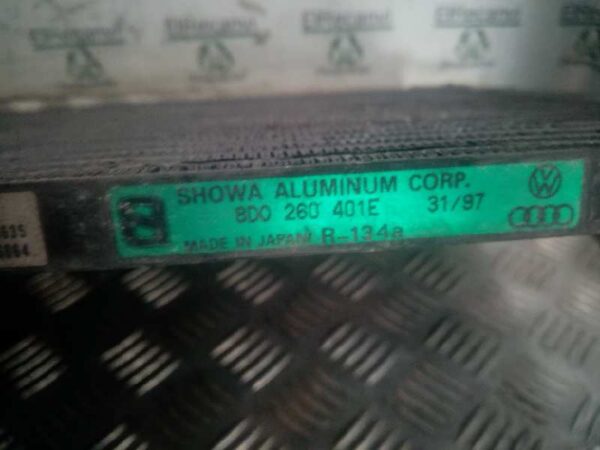 SHOWA ALUMINUM CORP.
8D0 260 401E 31/97
MADE IN JAPAN R-134a